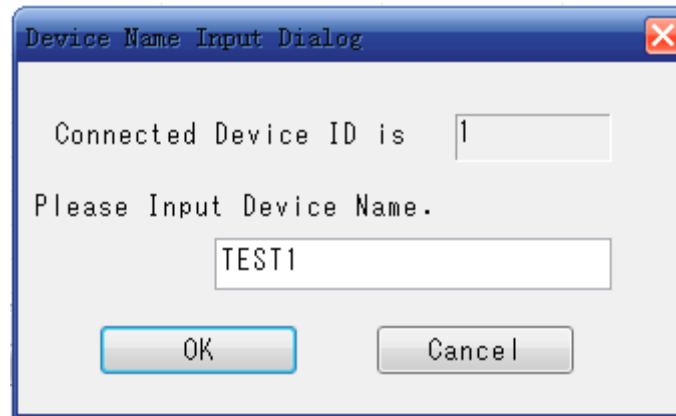 Device Name Input Dialog
Connected Device ID is 1
Please Input Device Name.
TEST1
OK Cancel